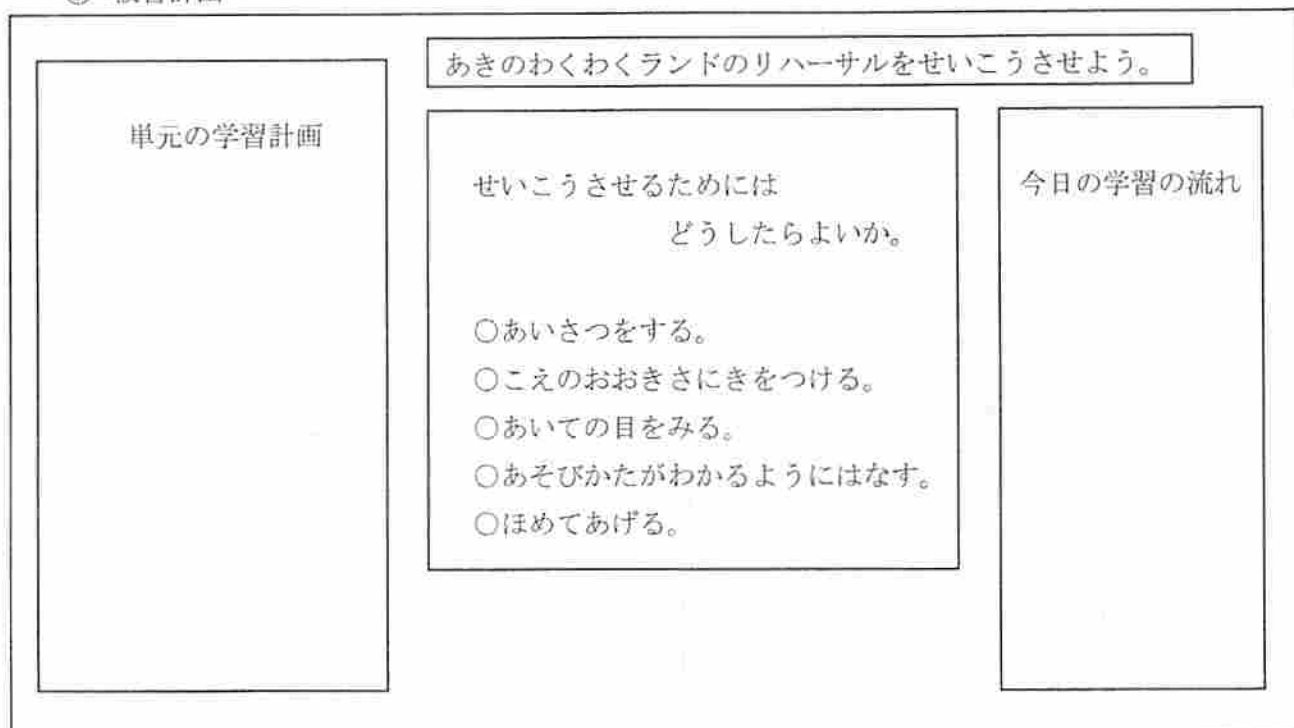 あきのわくわくランドのリハーサルをせいこうさせよう。
単元の学習計画
せいこうさせるためには
どうしたらよいか。
○あいさつをする。
○こえのおおきさにきをつける。
○あいての目をみる。
○あそびかたがわかるようにはなす。
○ほめてあげる。
今日の学習の流れ